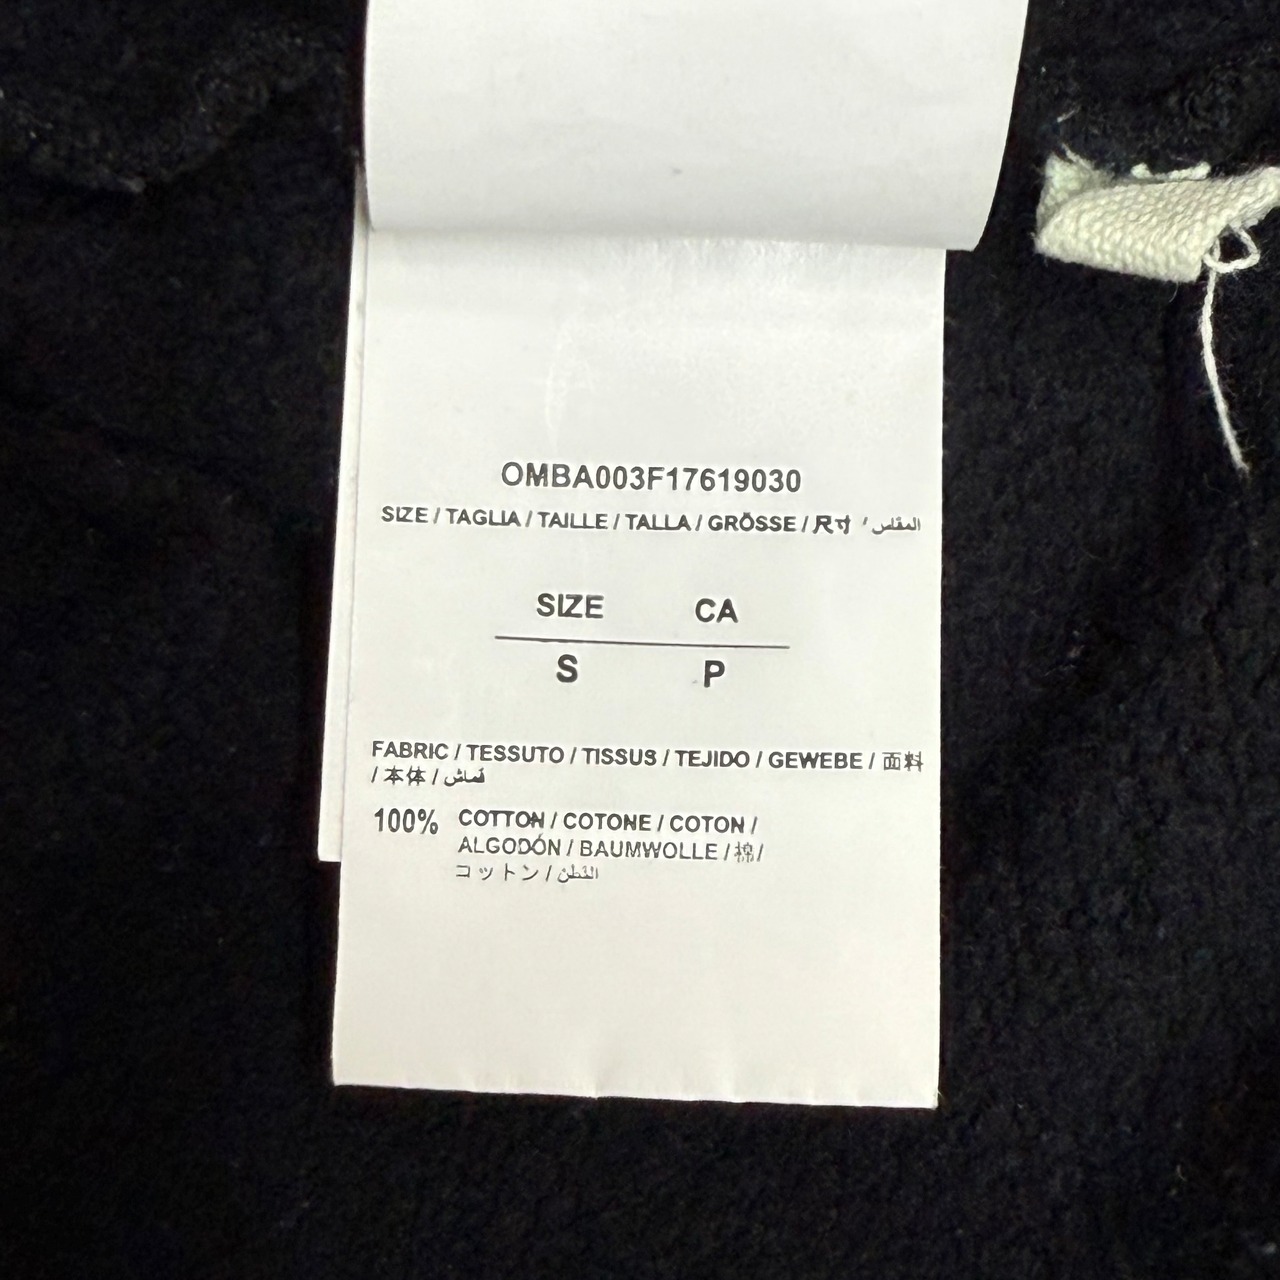 OMBA003F17619030
SIZE / TAGLIA / TAILLE / TALLA / GRÖSSE / 尺寸 / المقاس
SIZE CA
S P
FABRIC / TESSUTO / TISSUS / TEJIDO / GEWEBE / 面料
/ 本体 / قماش
100% COTTON / COTONE / COTON /
ALGODÓN / BAUMWOLLE / 棉/
コットン / القطن